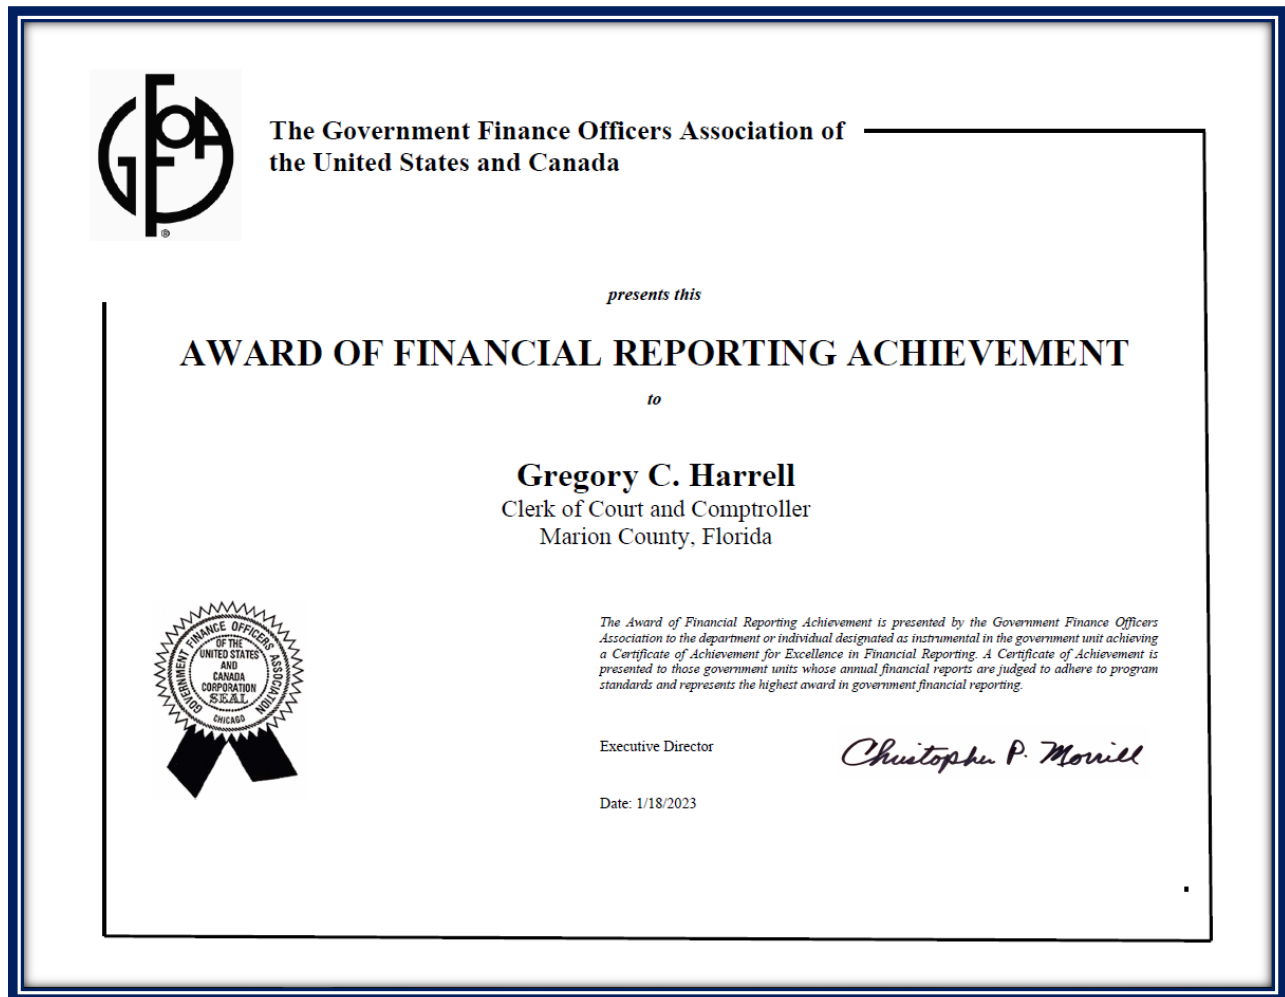 GFOA
®
The Government Finance Officers Association of
the United States and Canada
presents this
AWARD OF FINANCIAL REPORTING ACHIEVEMENT
to
Gregory C. Harrell
Clerk of Court and Comptroller
Marion County, Florida
GOVERNMENT FINANCE OFFICERS ASSOCIATION
OF THE
UNITED STATES
AND
CANADA
CORPORATION
SEAL
CHICAGO
The Award of Financial Reporting Achievement is presented by the Government Finance Officers
Association to the department or individual designated as instrumental in the government unit achieving
a Certificate of Achievement for Excellence in Financial Reporting. A Certificate of Achievement is
presented to those government units whose annual financial reports are judged to adhere to program
standards and represents the highest award in government financial reporting.
Executive Director
Christopher P. Morrill
Date: 1/18/2023